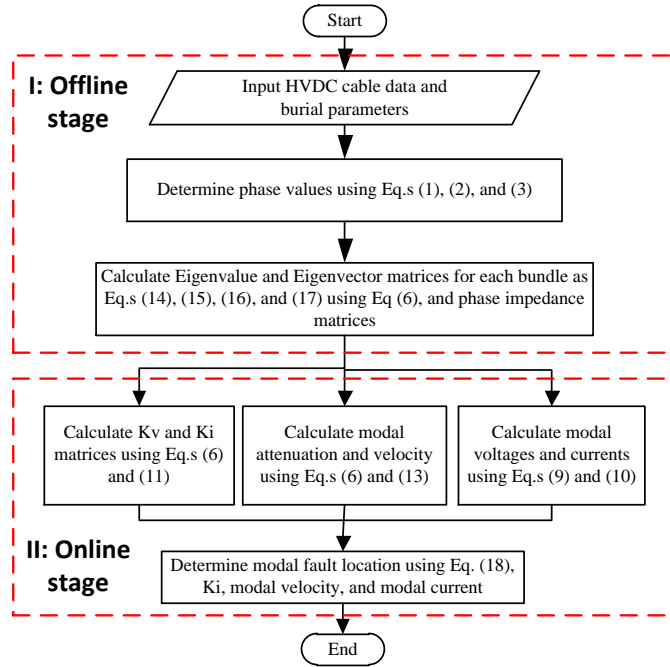 Start
I: Offline
stage
Input HVDC cable data and
burial parameters
Determine phase values using Eq.s (1), (2), and (3)
Calculate Eigenvalue and Eigenvector matrices for each bundle as
Eq.s (14), (15), (16), and (17) using Eq (6), and phase impedance
matrices
Calculate Kv and Ki
matrices using Eq.s (6)
and (11)
Calculate modal
attenuation and velocity
using Eq.s (6) and (13)
Calculate modal
voltages and currents
using Eq.s (9) and (10)
II: Online
stage
Determine modal fault location using Eq. (18),
Ki, modal velocity, and modal current
End